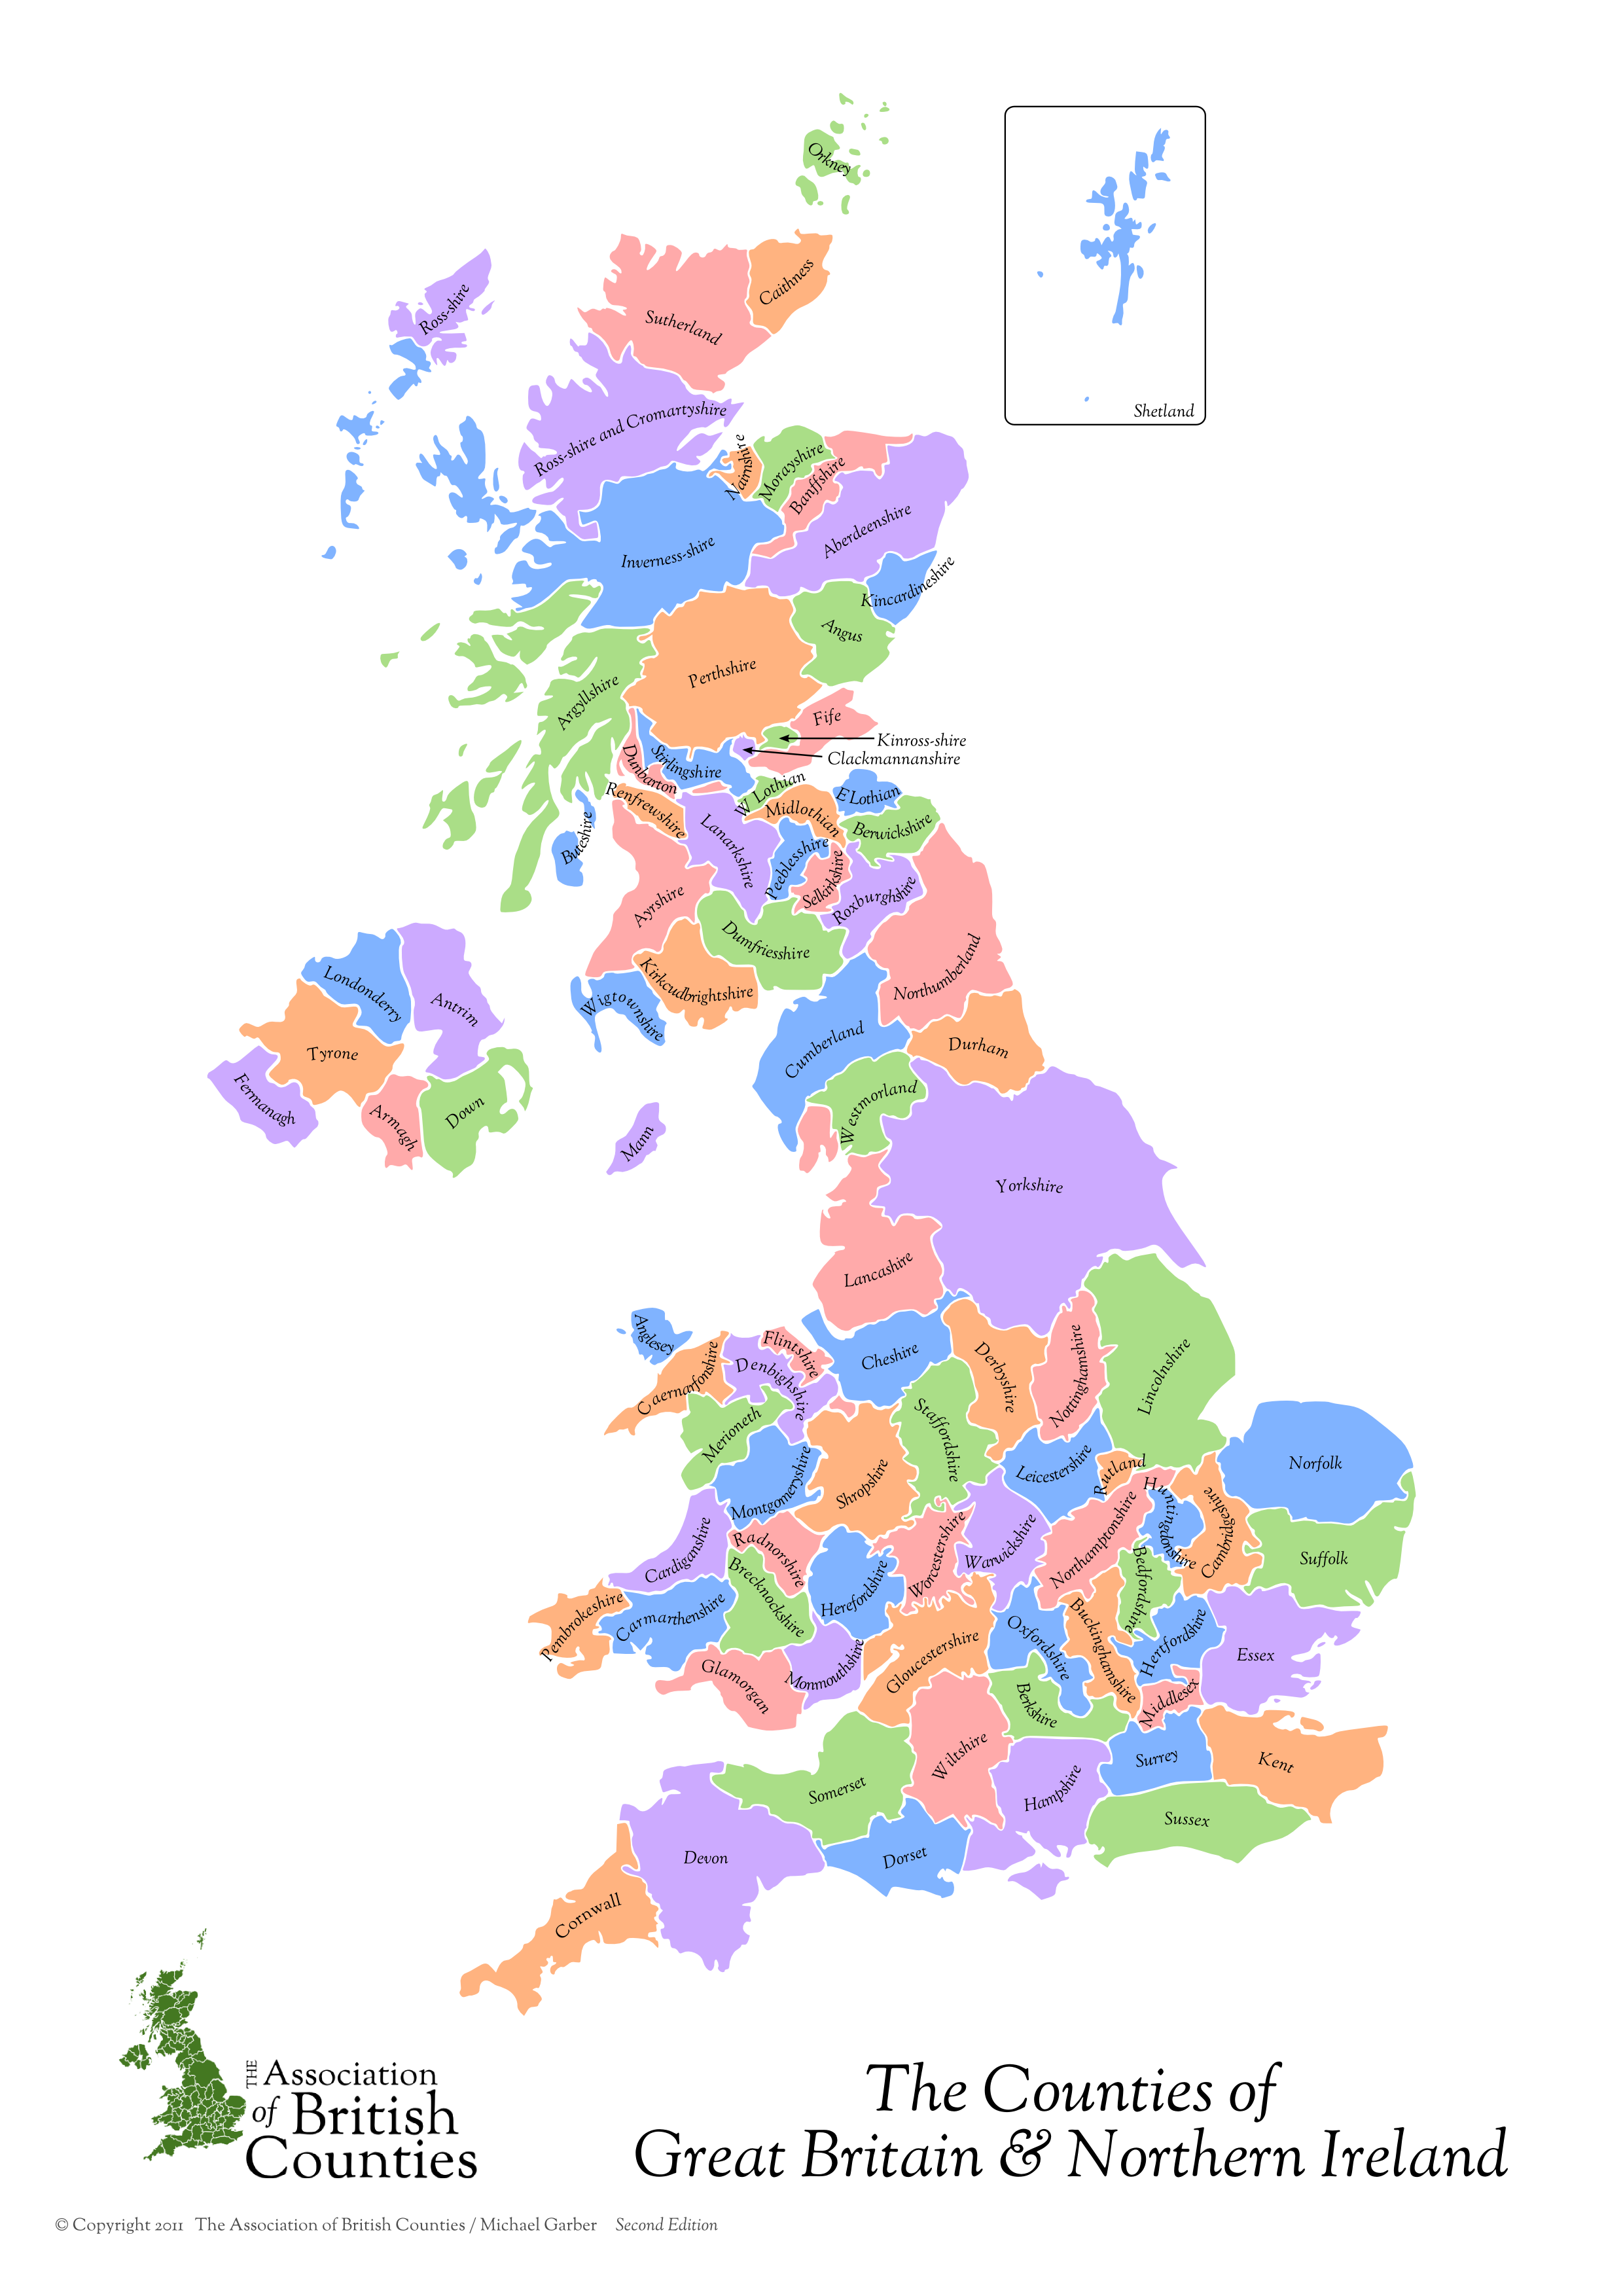 Orkney
Shetland
Caithness
Sutherland
Ross-shire
Ross-shire and Cromartyshire
Nairnshire
Morayshire
Banffshire
Aberdeenshire
Inverness-shire
Kincardineshire
Angus
Perthshire
Argyllshire
Fife
Kinross-shire
Clackmannanshire
Stirlingshire
Dunbarton
Renfrewshire
W Lothian
Midlothian
E Lothian
Berwickshire
Lanarkshire
Peeblesshire
Selkirkshire
Roxburghshire
Buteshire
Ayrshire
Dumfriesshire
Kirkcudbrightshire
Wigtownshire
Northumberland
Londonderry
Antrim
Tyrone
Fermanagh
Armagh
Down
Mann
Cumberland
Durham
Westmorland
Yorkshire
Lancashire
Anglesey
Caernarfonshire
Flintshire
Denbighshire
Merioneth
Montgomeryshire
Cheshire
Derbyshire
Nottinghamshire
Lincolnshire
Staffordshire
Shropshire
Leicestershire
Rutland
Norfolk
Cardiganshire
Radnorshire
Brecknockshire
Herefordshire
Worcestershire
Warwickshire
Northamptonshire
Huntingdonshire
Cambridgeshire
Suffolk
Pembrokeshire
Carmarthenshire
Glamorgan
Monmouthshire
Gloucestershire
Oxfordshire
Buckinghamshire
Bedfordshire
Hertfordshire
Essex
Middlesex
Berkshire
Wiltshire
Somerset
Hampshire
Surrey
Kent
Sussex
Dorset
Devon
Cornwall
THE Association
of British
Counties
The Counties of
Great Britain & Northern Ireland
© Copyright 2011 The Association of British Counties / Michael Garber Second Edition